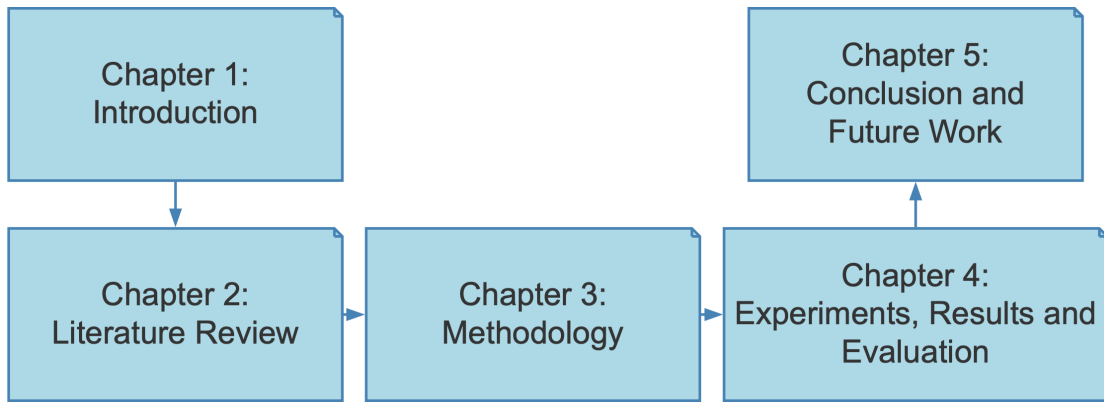 Chapter 1:
Introduction
Chapter 2:
Literature Review
Chapter 3:
Methodology
Chapter 4:
Experiments, Results and
Evaluation
Chapter 5:
Conclusion and
Future Work